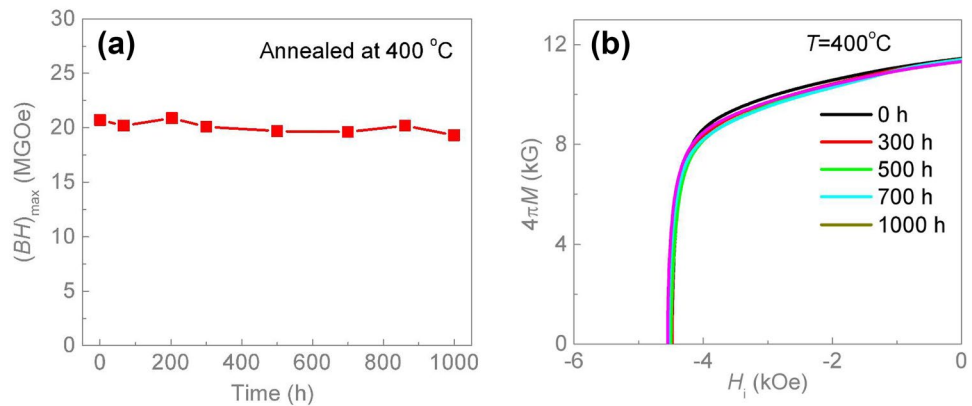 (a)
Annealed at 400 °C
(BH)max (MGOe)
30
25
20
15
10
5
0
0 200 400 600 800 1000
Time (h)
(b)
T=400°C
4πM (kG)
12
8
4
0
0 h
300 h
500 h
700 h
1000 h
-6 -4 -2 0
Hi (kOe)